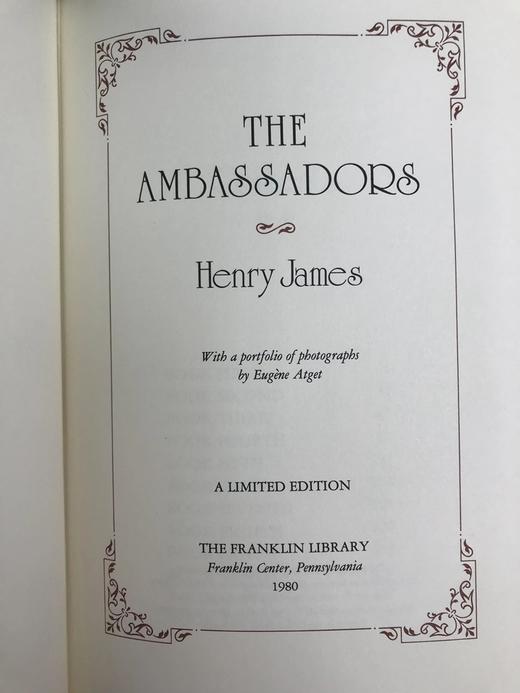 THE
AMBASSADORS
Henry James
With a portfolio of photographs
by Eugène Atget
A LIMITED EDITION
THE FRANKLIN LIBRARY
Franklin Center, Pennsylvania
1980